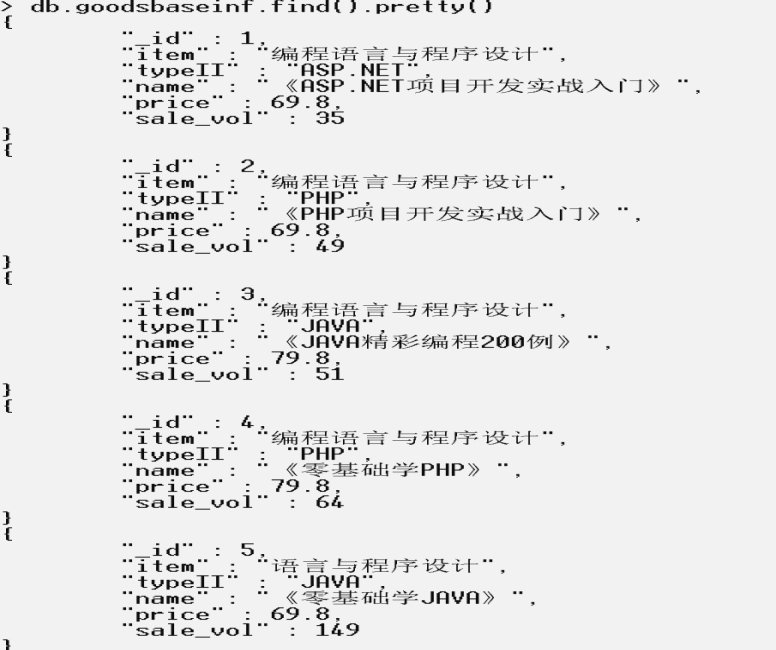 > db.goodsbaseinf.find().pretty()
{
"_id" : 1,
"item" : "编程语言与程序设计",
"typeII" : "ASP.NET",
"name" : " 《ASP.NET项目开发实战入门》 ",
"price" : 69.8,
"sale_vol" : 35
}
{
"_id" : 2,
"item" : "编程语言与程序设计",
"typeII" : "PHP",
"name" : " 《PHP项目开发实战入门》 ",
"price" : 69.8,
"sale_vol" : 49
}
{
"_id" : 3,
"item" : "编程语言与程序设计",
"typeII" : "JAVA",
"name" : " 《JAVA精彩编程200例》 ",
"price" : 79.8,
"sale_vol" : 51
}
{
"_id" : 4,
"item" : "编程语言与程序设计",
"typeII" : "PHP",
"name" : " 《零基础学PHP》 ",
"price" : 79.8,
"sale_vol" : 64
}
{
"_id" : 5,
"item" : "语言与程序设计",
"typeII" : "JAVA",
"name" : " 《零基础学JAVA》 ",
"price" : 69.8,
"sale_vol" : 149
}